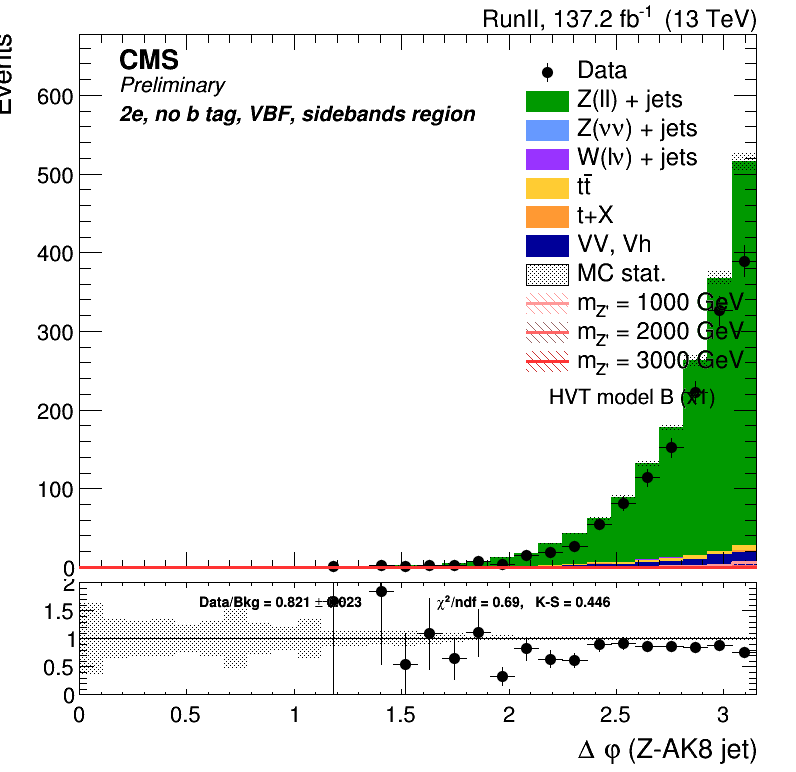 RunII, 137.2 fb⁻¹ (13 TeV)
Events
CMS
Preliminary
2e, no b tag, VBF, sidebands region
Data
Z(ll) + jets
Z(νν) + jets
W(lν) + jets
tt̄
t+X
VV, Vh
MC stat.
m_Z' = 1000 GeV
m_Z' = 2000 GeV
m_Z' = 3000 GeV
HVT model B (x1)
600
500
400
300
200
100
0
Data/Bkg = 0.821 ± 0.023
χ²/ndf = 0.69, K-S = 0.446
2
1.5
1
0.5
0
0 0.5 1 1.5 2 2.5 3
Δ φ (Z-AK8 jet)